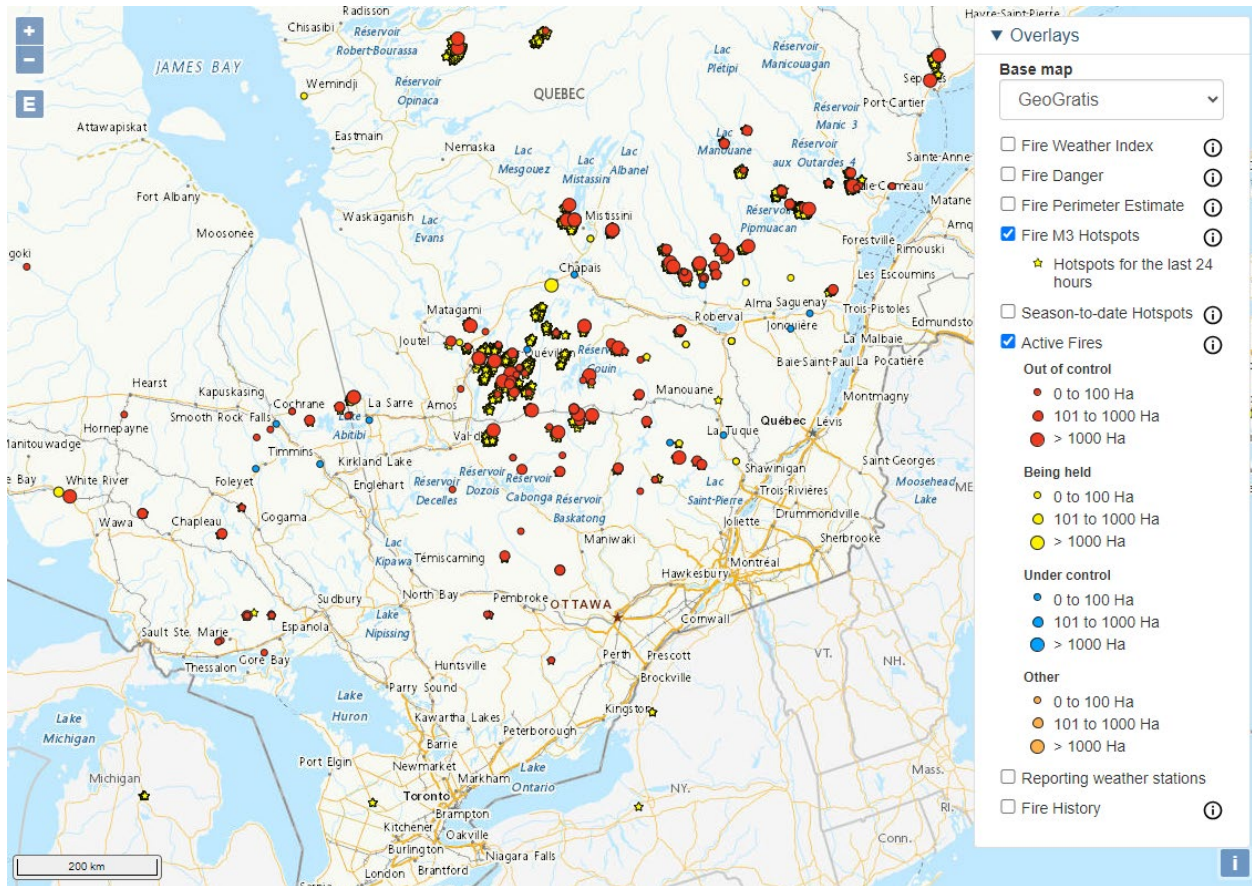 Radisson
Chisasibi
Réservoir
Robert-Bourassa
Havre-Saint-Pierre
Overlays
Base map
GeoGratis
Fire Weather Index
Fire Danger
Fire Perimeter Estimate
Fire M3 Hotspots
Hotspots for the last 24
hours
Season-to-date Hotspots
Active Fires
Out of control
0 to 100 Ha
101 to 1000 Ha
> 1000 Ha
Being held
0 to 100 Ha
101 to 1000 Ha
> 1000 Ha
Under control
0 to 100 Ha
101 to 1000 Ha
> 1000 Ha
Other
0 to 100 Ha
101 to 1000 Ha
> 1000 Ha
Reporting weather stations
Fire History
+
−
E
JAMES BAY
Wemindji
Réservoir
Opinaca
QUEBEC
Lac
Plétipi
Réservoir
Manicouagan
Port-Cartier
Attawapiskat
Eastmain
Nemaska
Lac
Mesgouez
Lac
Albanel
Lac
Mistassini
Lac
Manouane
Réservoir
Manic 3
Réservoir
aux Outardes 4
Sainte-Anne-
Matane
Fort Albany
Waskaganish
Lac
Evans
Mistissini
Pipmuacan
Moosonee
Forestville
Rimouski
Chapais
Les Escoumins
Matagami
Joutel
Roberval
Alma
Saguenay
Jonquière
Trois-Pistoles
Edmundsto
La Malbaie
Baie-Saint-Paul
La Pocatière
Hearst
Kapuskasing
Cochrane
Smooth Rock Falls
Hornepayne
Manitouwadge
La Sarre
Amos
Abitibi
Gouin
Manouane
Montmagny
Québec
Lévis
La Tuque
Timmins
Kirkland Lake
Foleyet
Englehart
White River
Wawa
Chapleau
Gogama
Réservoir
Decelles
Réservoir
Dozois
Réservoir
Cabonga
Réservoir
Baskatong
Lac
Saint-Pierre
Shawinigan
Trois-Rivières
Saint-Georges
Moosehead
Lake
Drummondville
Joliette
Sherbrooke
Lac
Kipawa
Témiscaming
Maniwaki
Hawkesbury
Montréal
Sudbury
North Bay
Pembroke
OTTAWA
Cornwall
Sault Ste. Marie
Espanola
Lake
Nipissing
Thessalon
Gore Bay
Huntsville
Perth
Prescott
Brockville
VT.
NH.
Parry Sound
Lake
Huron
Kingston
Kawartha Lakes
Lake
Michigan
Barrie
Peterborough
Port Elgin
Newmarket
Markham
Lake
Ontario
Michigan
Toronto
Brampton
NY.
Mass.
RI.
Kitchener
Oakville
Conn.
Burlington
Niagara Falls
London
Brantford
200 km
i